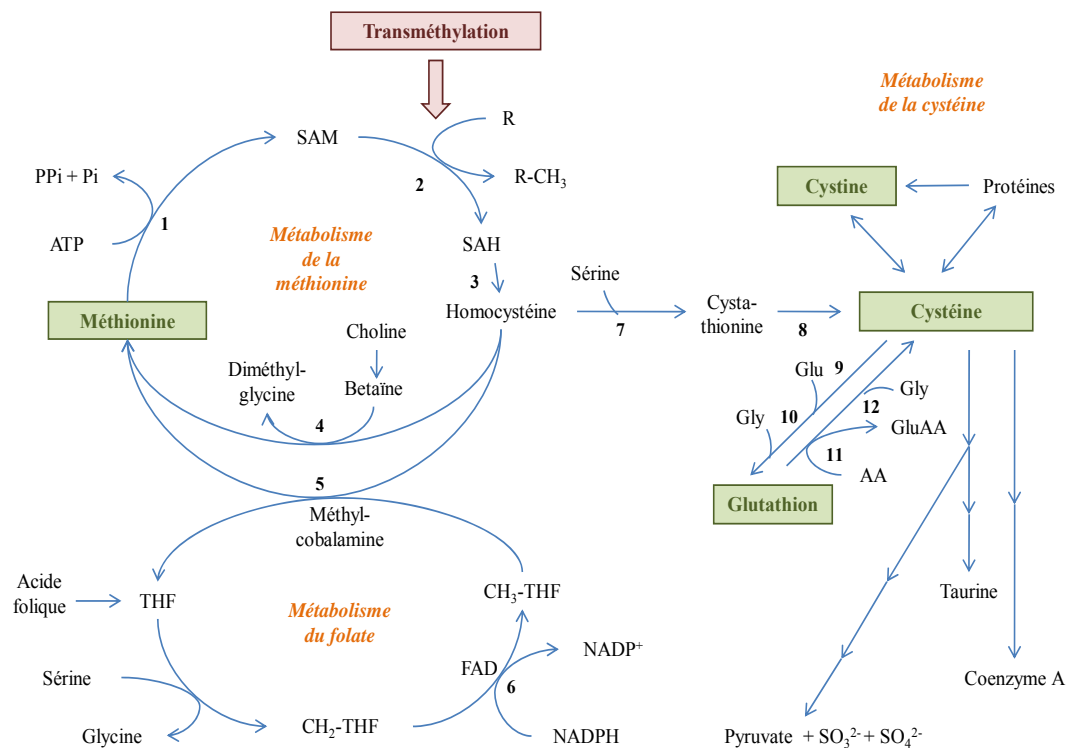 Transméthylation
Métabolisme
de la cystéine
R
SAM
PPi + Pi
2
R-CH₃
Cystine
Protéines
1
ATP
Métabolisme
de la
méthionine
SAH
3
Sérine
Méthionine
Homocystéine
7
Cysta-
thionine
8
Cystéine
Choline
Diméthyl-
glycine
Betaïne
4
Glu
9
Gly
12
Gly
10
GluAA
11
AA
5
Méthyl-
cobalamine
Glutathion
Acide
folique
THF
Métabolisme
du folate
CH₃-THF
Taurine
FAD
NADP⁺
6
Sérine
Coenzyme A
Glycine
CH₂-THF
NADPH
Pyruvate + SO₃²⁻ + SO₄²⁻